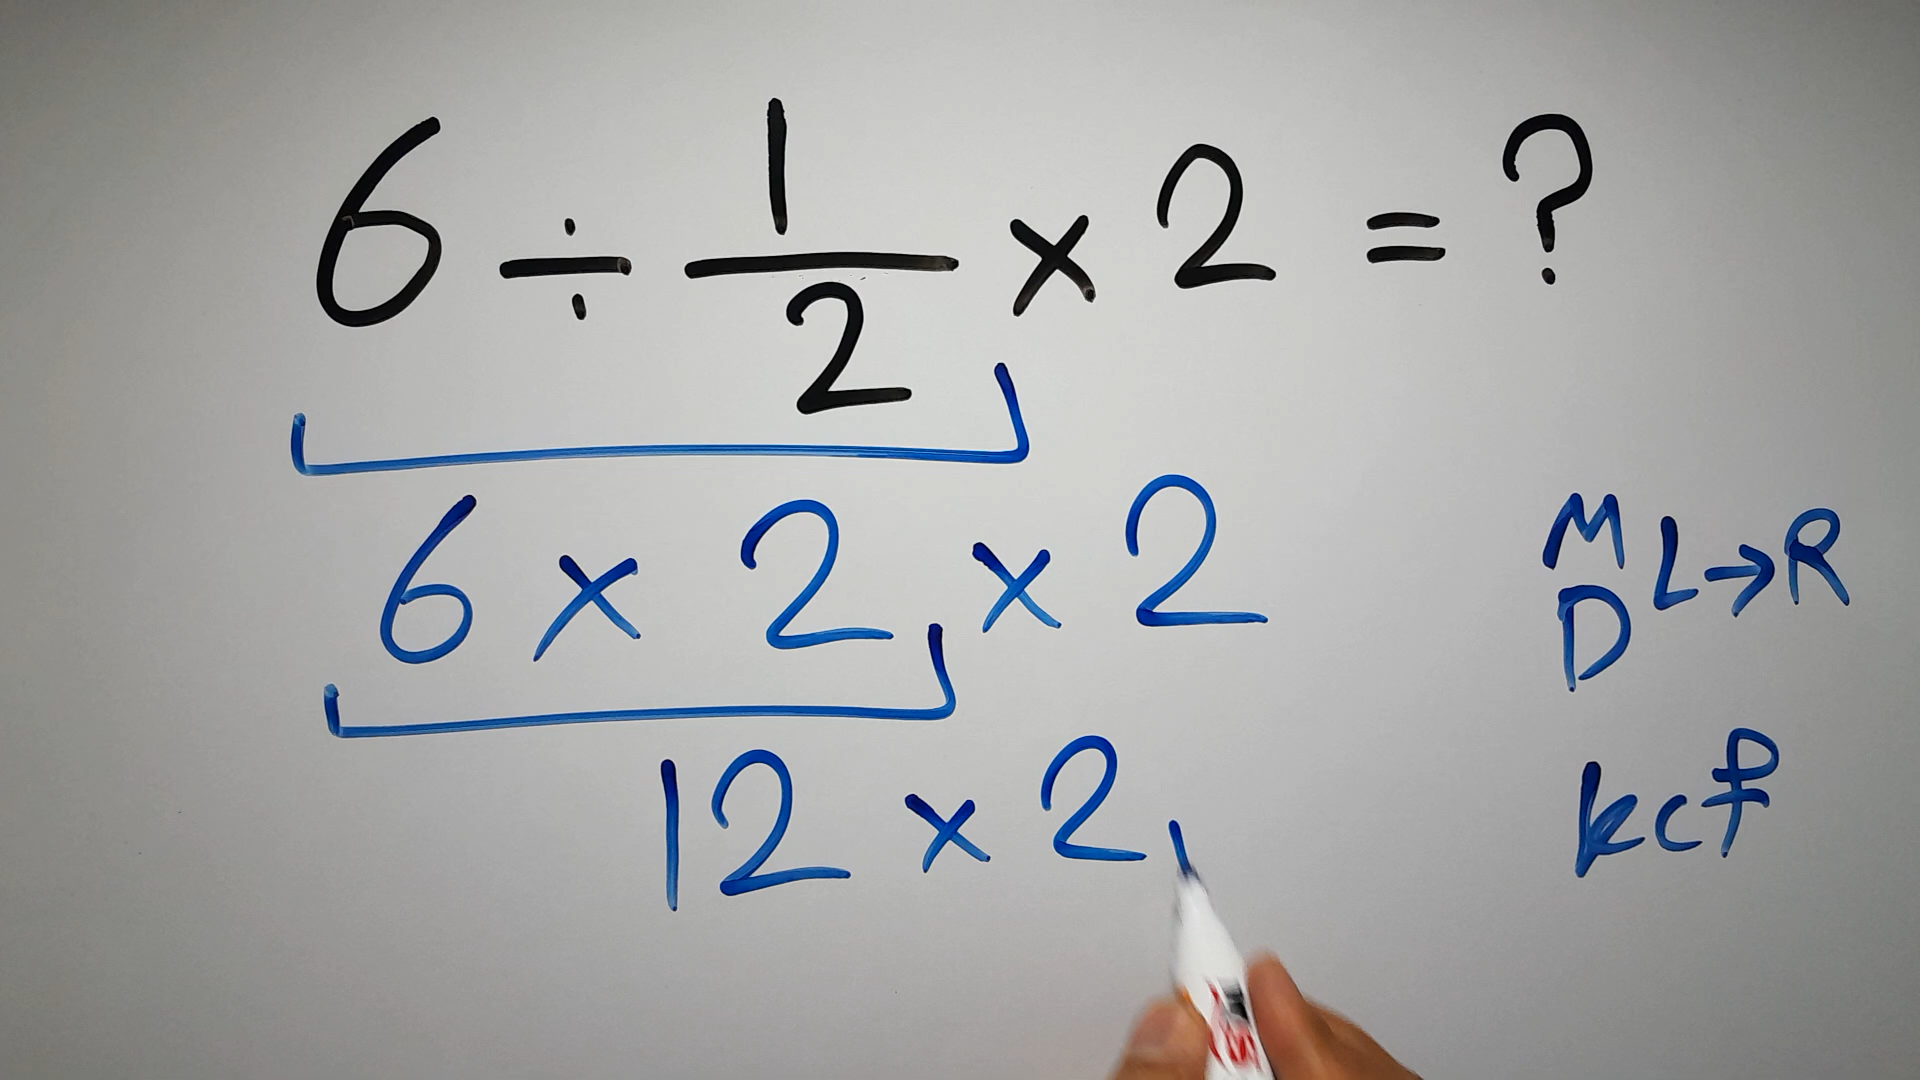 6 ÷ 1/2 × 2 = ?
6 × 2 × 2
M
D L→R
12 × 2
kcf